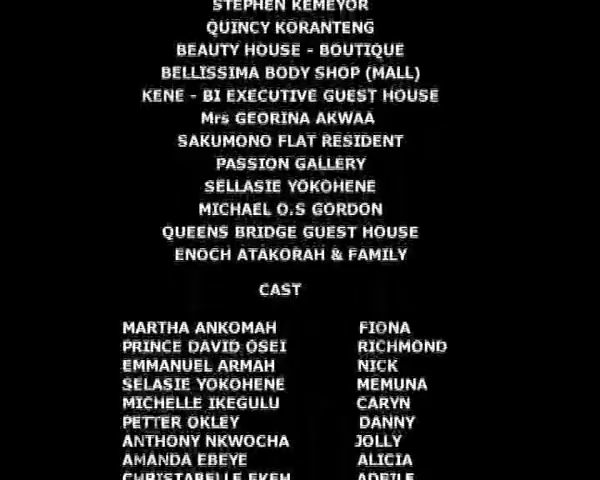 STEPHEN KEMEYOR
QUINCY KORANTENG
BEAUTY HOUSE - BOUTIQUE
BELLISSIMA BODY SHOP (MALL)
KENE - BI EXECUTIVE GUEST HOUSE
Mrs GEORINA AKWAA
SAKUMONO FLAT RESIDENT
PASSION GALLERY
SELLASIE YOKOHENE
MICHAEL O.S GORDON
QUEENS BRIDGE GUEST HOUSE
ENOCH ATAKORAH & FAMILY
CAST
MARTHA ANKOMAH FIONA
PRINCE DAVID OSEI RICHMOND
EMMANUEL ARMAH NICK
SELASIE YOKOHENE MEMUNA
MICHELLE IKEGULU CARYN
PETTER OKLEY DANNY
ANTHONY NKWOCHA JOLLY
AMANDA EBEYE ALICIA
CHRISTABELLE EKEH ADEILE